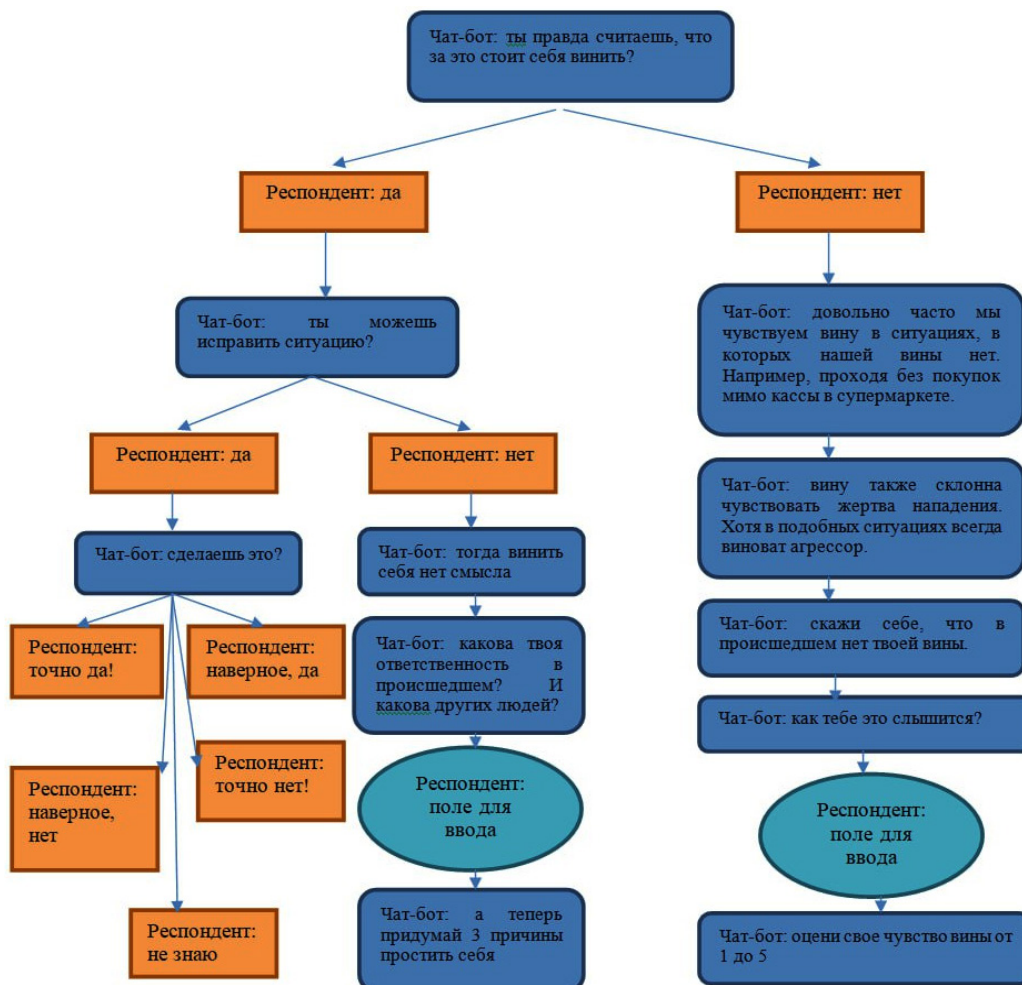 Чат-бот: ты правда считаешь, что
за это стоит себя винить?
Респондент: да
Респондент: нет
Чат-бот: ты можешь
исправить ситуацию?
Чат-бот: довольно часто мы
чувствуем вину в ситуациях, в
которых нашей вины нет.
Например, проходя без покупок
мимо кассы в супермаркете.
Респондент: да
Респондент: нет
Чат-бот: вину также склонна
чувствовать жертва нападения.
Хотя в подобных ситуациях всегда
виноват агрессор.
Чат-бот: сделаешь это?
Чат-бот: тогда винить
себя нет смысла
Респондент:
точно да!
Респондент:
наверное, да
Чат-бот: какова твоя
ответственность в
происшедшем? И
какова других людей?
Чат-бот: скажи себе, что в
происшедшем нет твоей вины.
Чат-бот: как тебе это слышится?
Респондент:
наверное,
нет
Респондент:
точно нет!
Респондент:
поле для
ввода
Респондент:
поле для
ввода
Респондент:
не знаю
Чат-бот: а теперь
придумай 3 причины
простить себя
Чат-бот: оцени свое чувство вины от
1 до 5